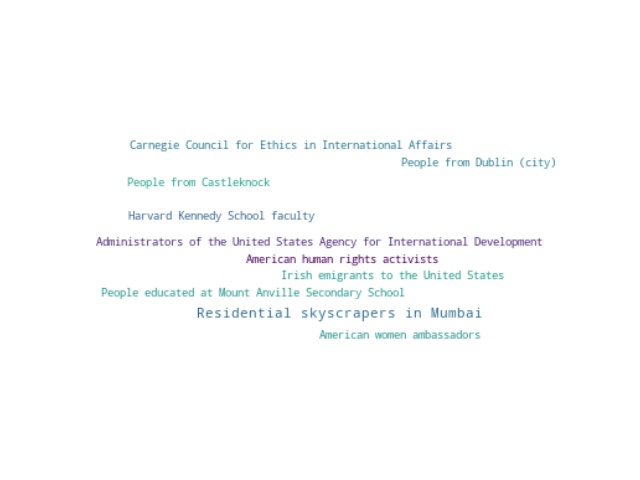 Carnegie Council for Ethics in International Affairs
People from Dublin (city)
People from Castleknock
Harvard Kennedy School faculty
Administrators of the United States Agency for International Development
American human rights activists
Irish emigrants to the United States
People educated at Mount Anville Secondary School
Residential skyscrapers in Mumbai
American women ambassadors